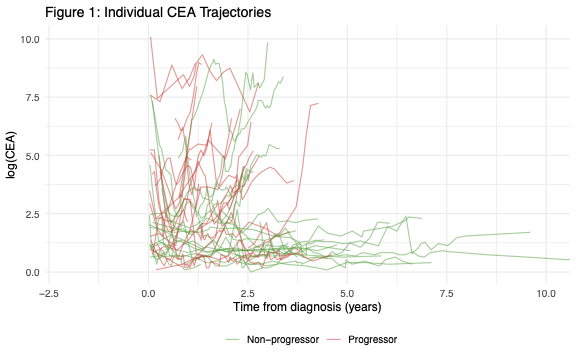 Figure 1: Individual CEA Trajectories
10.0
7.5
5.0
2.5
0.0
log(CEA)
−2.5 0.0 2.5 5.0 7.5 10.0
Time from diagnosis (years)
Non−progressor Progressor